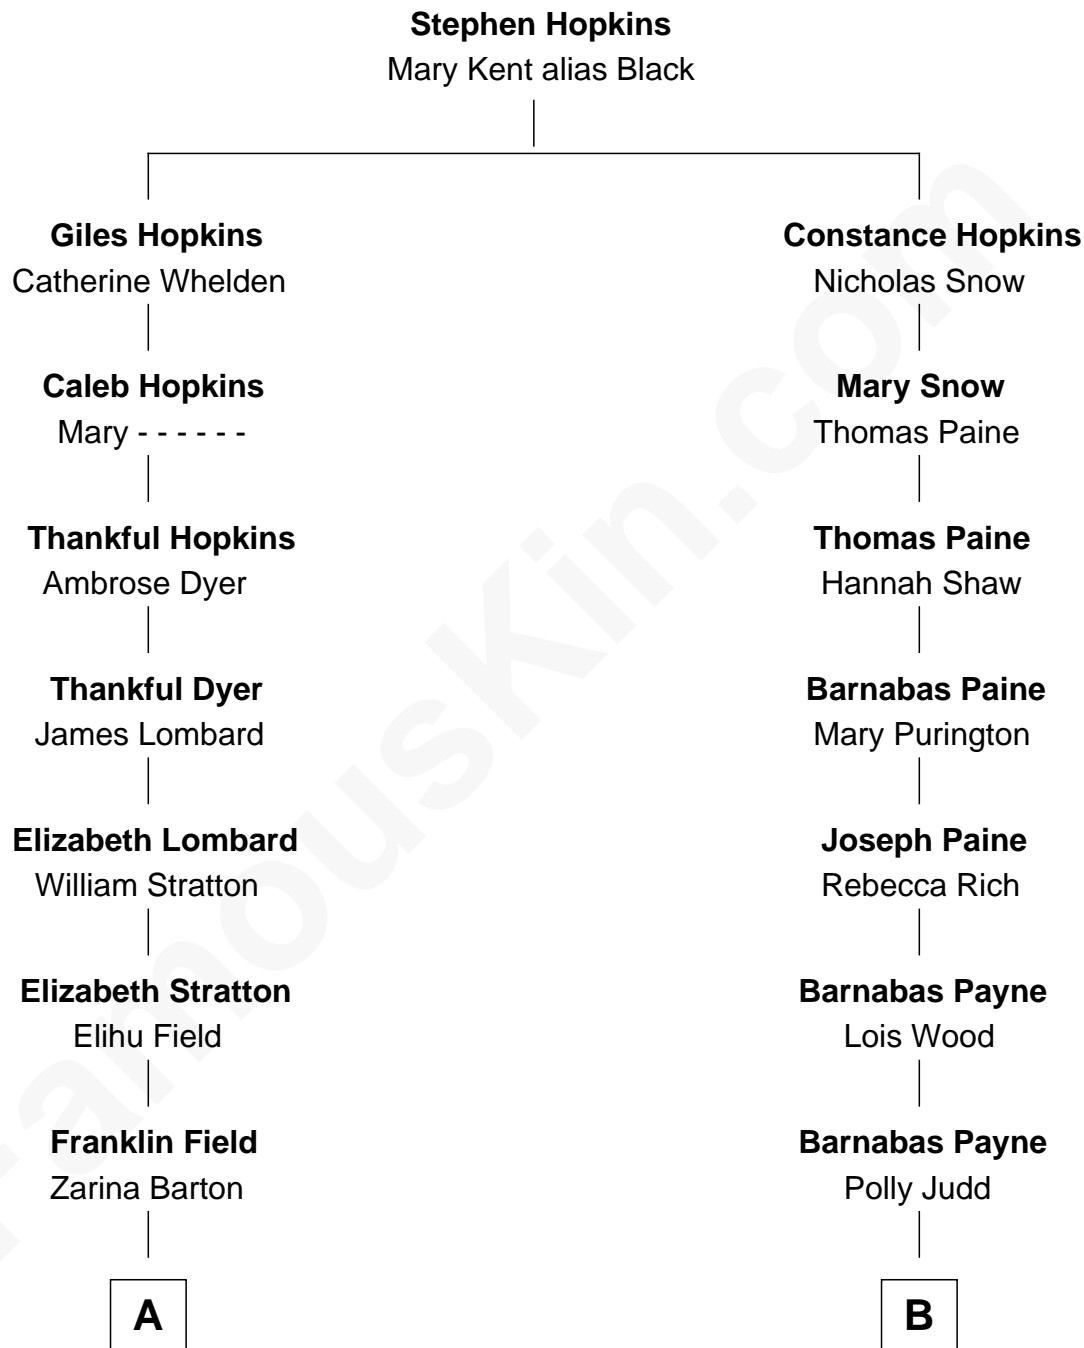 Stephen Hopkins
Mary Kent alias Black
Giles Hopkins
Catherine Whelden
Constance Hopkins
Nicholas Snow
Caleb Hopkins
Mary - - - - - -
Mary Snow
Thomas Paine
Thankful Hopkins
Ambrose Dyer
Thomas Paine
Hannah Shaw
Thankful Dyer
James Lombard
Barnabas Paine
Mary Purington
Elizabeth Lombard
William Stratton
Joseph Paine
Rebecca Rich
Elizabeth Stratton
Elihu Field
Barnabas Payne
Lois Wood
Franklin Field
Zarina Barton
Barnabas Payne
Polly Judd
A
B
FamousKin.com